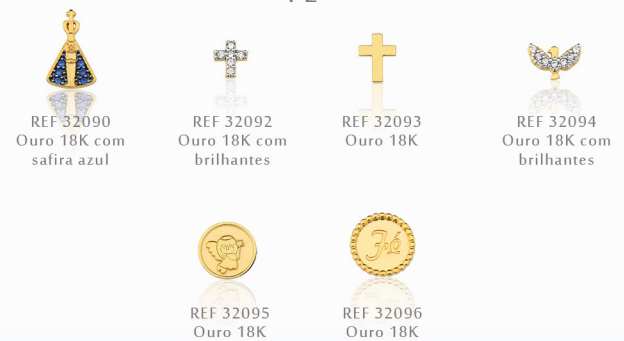 REF 32090
Ouro 18K com
safira azul
REF 32092
Ouro 18K com
brilhantes
REF 32093
Ouro 18K
REF 32094
Ouro 18K com
brilhantes
Fé
REF 32095
Ouro 18K
REF 32096
Ouro 18K